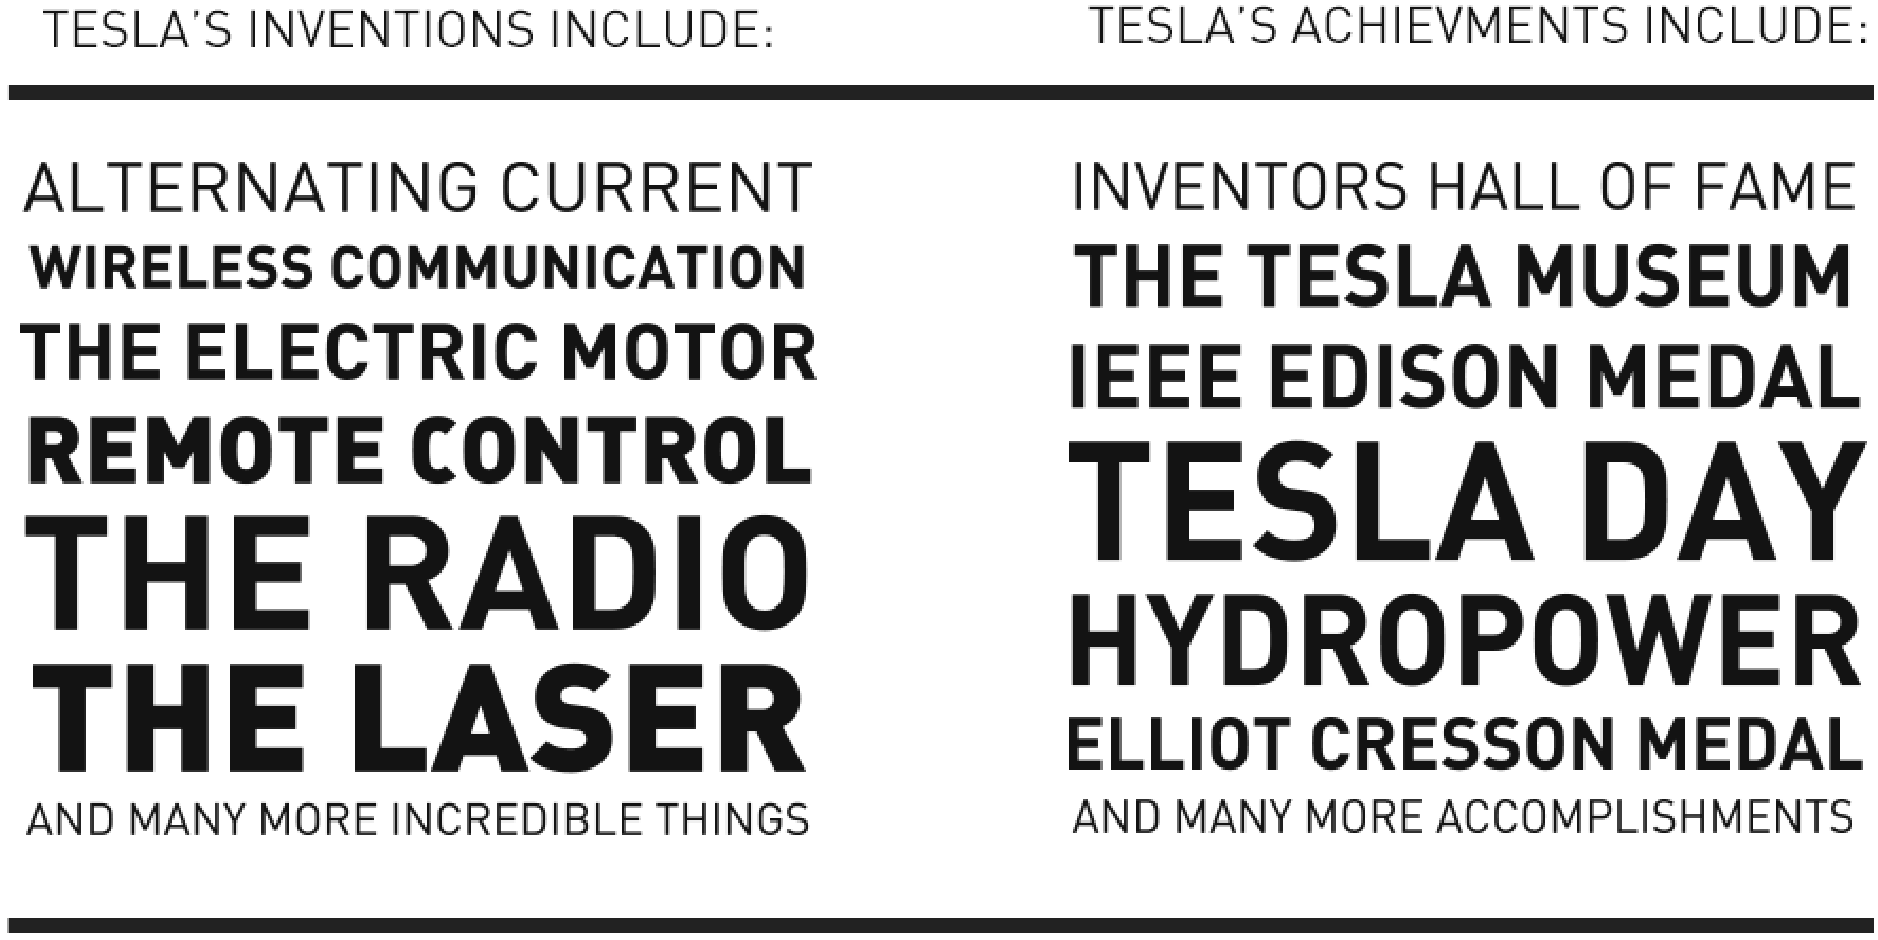 TESLA'S INVENTIONS INCLUDE:
ALTERNATING CURRENT
WIRELESS COMMUNICATION
THE ELECTRIC MOTOR
REMOTE CONTROL
THE RADIO
THE LASER
AND MANY MORE INCREDIBLE THINGS
TESLA'S ACHIEVMENTS INCLUDE:
INVENTORS HALL OF FAME
THE TESLA MUSEUM
IEEE EDISON MEDAL
TESLA DAY
HYDROPOWER
ELLIOT CRESSON MEDAL
AND MANY MORE ACCOMPLISHMENTS